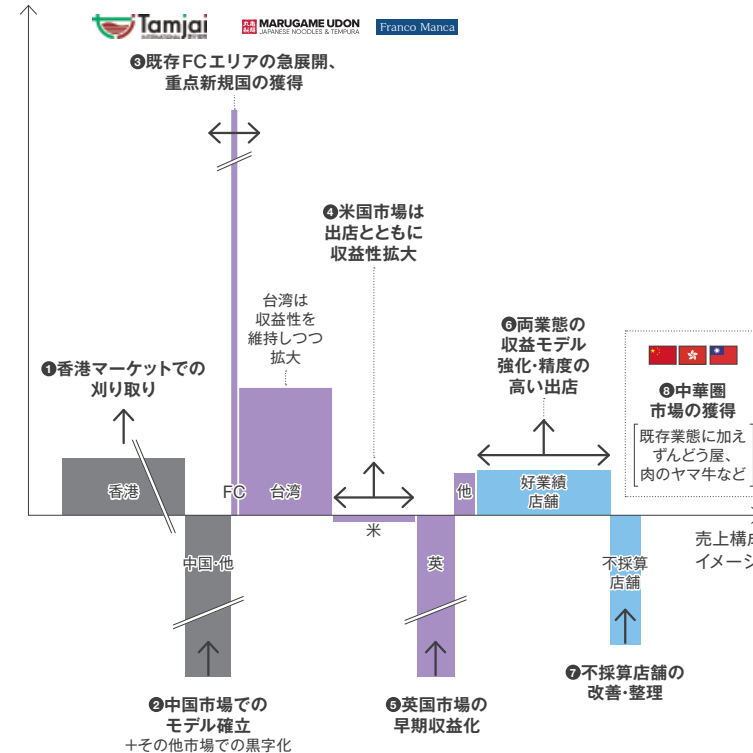 Tamjai
MARUGAME UDON
JAPANESE NOODLES & TEMPURA
Franco Manca
❸既存FCエリアの急展開、
重点新規国の獲得
❹米国市場は
出店とともに
収益性拡大
台湾は
収益性を
維持しつつ
拡大
❻両業態の
収益モデル
強化・精度の
高い出店
❶香港マーケットでの
刈り取り
❽中華圏
市場の獲得
既存業態に加え
ずんどう屋、
肉のヤマ牛など
香港
FC
台湾
他
好業績
店舗
米
中国・他
英
不採算
店舗
売上構成
イメージ
❷中国市場での
モデル確立
＋その他市場での黒字化
❺英国市場の
早期収益化
❼不採算店舗の
改善・整理